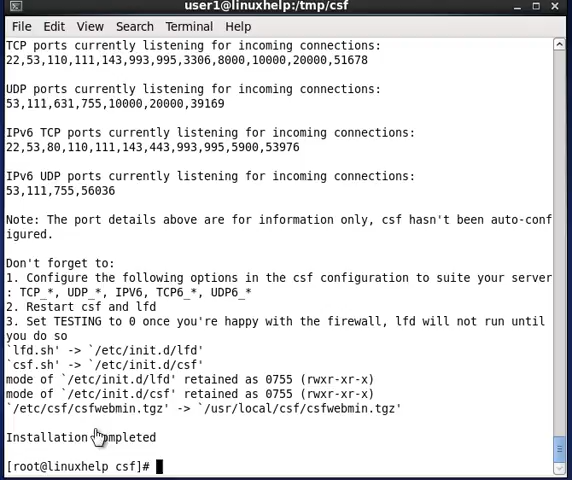 user1@linuxhelp:/tmp/csf
File Edit View Search Terminal Help
TCP ports currently listening for incoming connections:
22,53,110,111,143,993,995,3306,8000,10000,20000,51678
UDP ports currently listening for incoming connections:
53,111,631,755,10000,20000,39169
IPv6 TCP ports currently listening for incoming connections:
22,53,80,110,111,143,443,993,995,5900,53976
IPv6 UDP ports currently listening for incoming connections:
53,111,755,56036
Note: The port details above are for information only, csf hasn't been auto-conf
igured.
Don't forget to:
1. Configure the following options in the csf configuration to suite your server
: TCP_*, UDP_*, IPV6, TCP6_*, UDP6_*
2. Restart csf and lfd
3. Set TESTING to 0 once you're happy with the firewall, lfd will not run until
you do so
`lfd.sh' -> `/etc/init.d/lfd'
`csf.sh' -> `/etc/init.d/csf'
mode of `/etc/init.d/lfd' retained as 0755 (rwxr-xr-x)
mode of `/etc/init.d/csf' retained as 0755 (rwxr-xr-x)
`/etc/csf/csfwebmin.tgz' -> `/usr/local/csf/csfwebmin.tgz'
Installation Completed
[root@linuxhelp csf]#